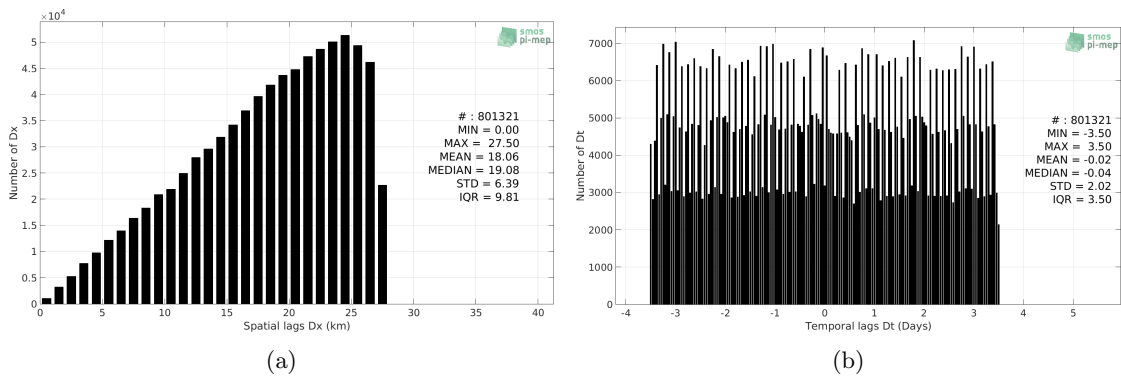 ×10⁴
5
4.5
4
3.5
3
2.5
2
1.5
1
0.5
0
Number of Dx
smos
pi-mep
# : 801321
MIN = 0.00
MAX = 27.50
MEAN = 18.06
MEDIAN = 19.08
STD = 6.39
IQR = 9.81
0 5 10 15 20 25 30 35 40
Spatial lags Dx (km)
(a)
7000
6000
5000
4000
3000
2000
1000
0
Number of Dt
smos
pi-mep
# : 801321
MIN = -3.50
MAX = 3.50
MEAN = -0.02
MEDIAN = -0.04
STD = 2.02
IQR = 3.50
-4 -3 -2 -1 0 1 2 3 4 5
Temporal lags Dt (Days)
(b)